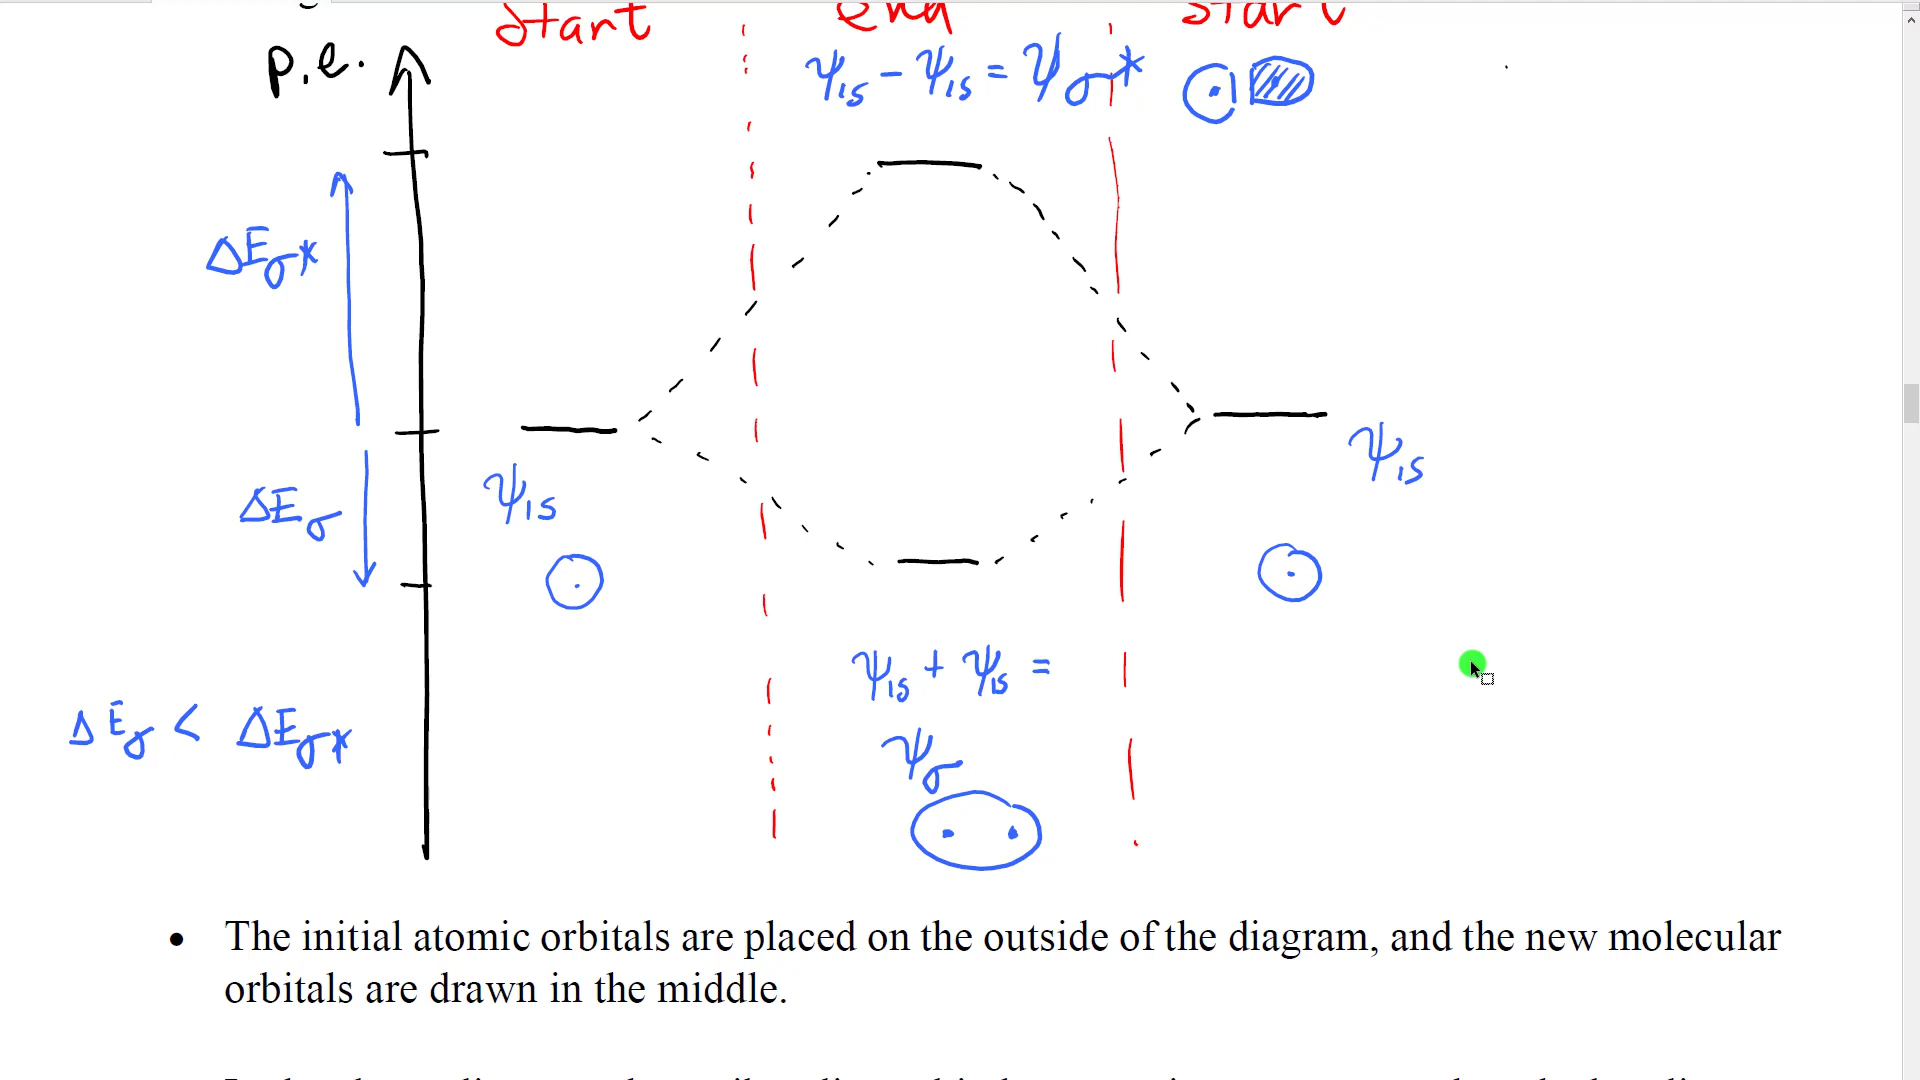 Start end Start
p.e.
ψ1s - ψ1s = ψσ*
ΔEσ*
ΔEσ
ψ1s
ψ1s
ψ1s + ψ1s =
ψσ
ΔEσ < ΔEσ*
• The initial atomic orbitals are placed on the outside of the diagram, and the new molecular
orbitals are drawn in the middle.